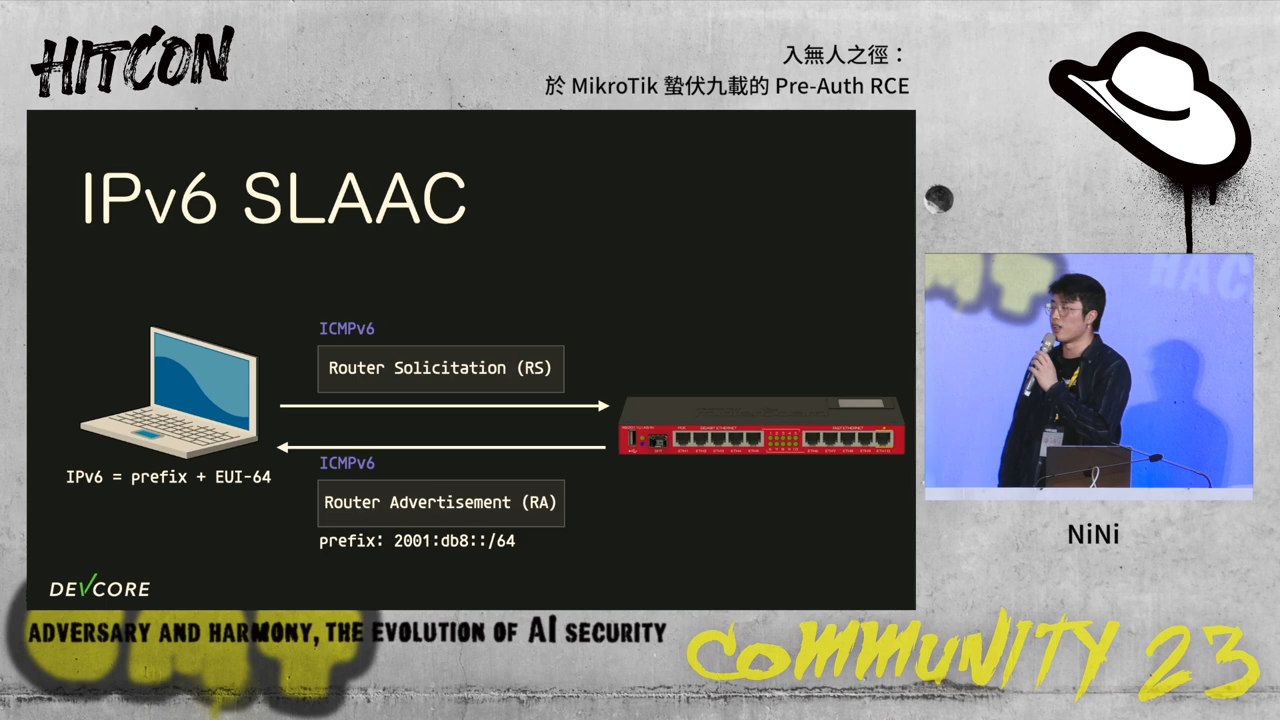 HITCON
入無人之徑：
於 MikroTik 蟄伏九載的 Pre-Auth RCE
IPv6 SLAAC
ICMPv6
Router Solicitation (RS)
IPv6 = prefix + EUI-64
ICMPv6
Router Advertisement (RA)
prefix: 2001:db8::/64
DEVCORE
HAC
NiNi
CMT
ADVERSARY AND HARMONY, THE EVOLUTION OF AI SECURITY
COMMUNITY 23